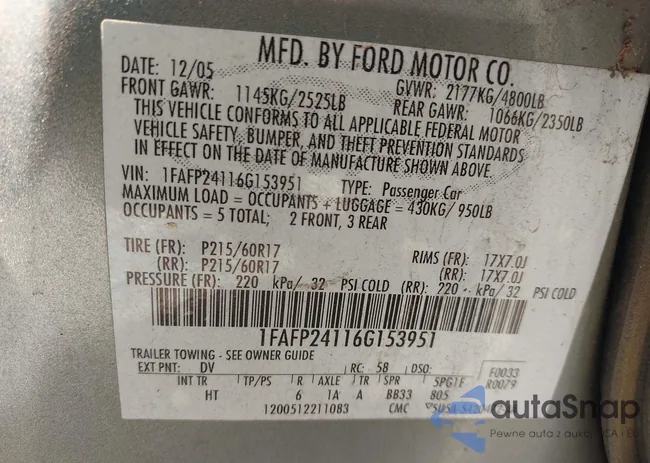 MFD. BY FORD MOTOR CO.
DATE: 12/05 GVWR: 2177KG/4800LB
FRONT GAWR: 1145KG/2525LB REAR GAWR: 1066KG/2350LB
THIS VEHICLE CONFORMS TO ALL APPLICABLE FEDERAL MOTOR
VEHICLE SAFETY, BUMPER, AND THEFT PREVENTION STANDARDS
IN EFFECT ON THE DATE OF MANUFACTURE SHOWN ABOVE.
VIN: 1FAFP24116G153951 TYPE: Passenger Car
MAXIMUM LOAD = OCCUPANTS + LUGGAGE = 430KG/950LB
OCCUPANTS = 5 TOTAL; 2 FRONT, 3 REAR
TIRE (FR): P215/60R17 RIMS (FR): 17X7.0J
(RR): P215/60R17 (RR): 17X7.0J
PRESSURE (FR): 220 kPa/ 32 PSI COLD (RR): 220 kPa/ 32 PSI COLD
1FAFP24116G153951
TRAILER TOWING - SEE OWNER GUIDE
EXT PNT: DV RC: 58 DSO: F0033
R0079
INT TR TP/PS R AXLE TR SPR SPGTF
HT 6 1A A BB33 805
1200512211083 CMC
autoSnap
Pewne auta z aukcji USA i EU